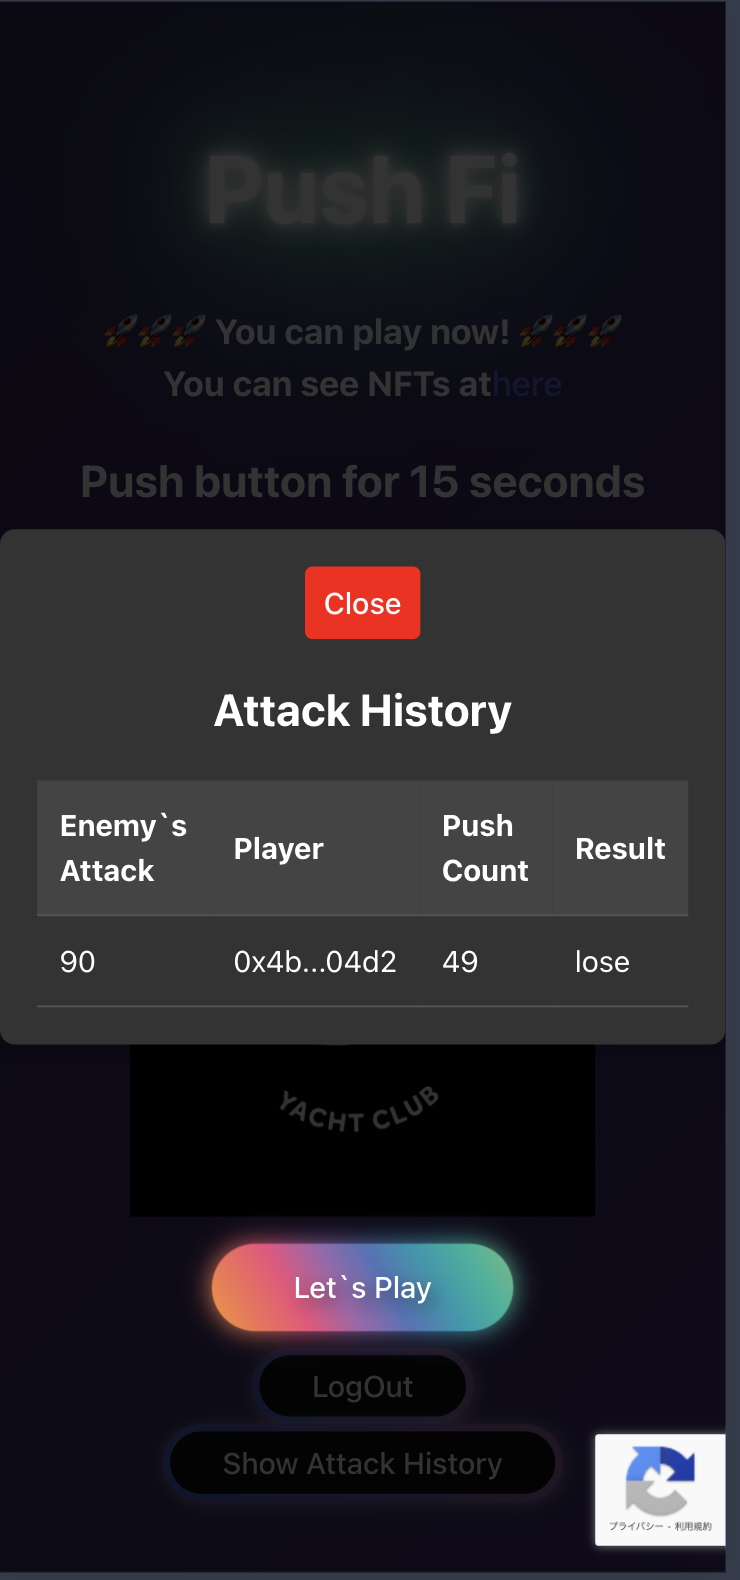 Push Fi
🚀🚀🚀 You can play now! 🚀🚀🚀
You can see NFTs athere
Push button for 15 seconds
Close
Attack History
Enemy`s
Attack
Player
Push
Count
Result
90 0x4b...04d2 49 lose
YACHT CLUB
Let`s Play
LogOut
Show Attack History
プライバシー - 利用規約